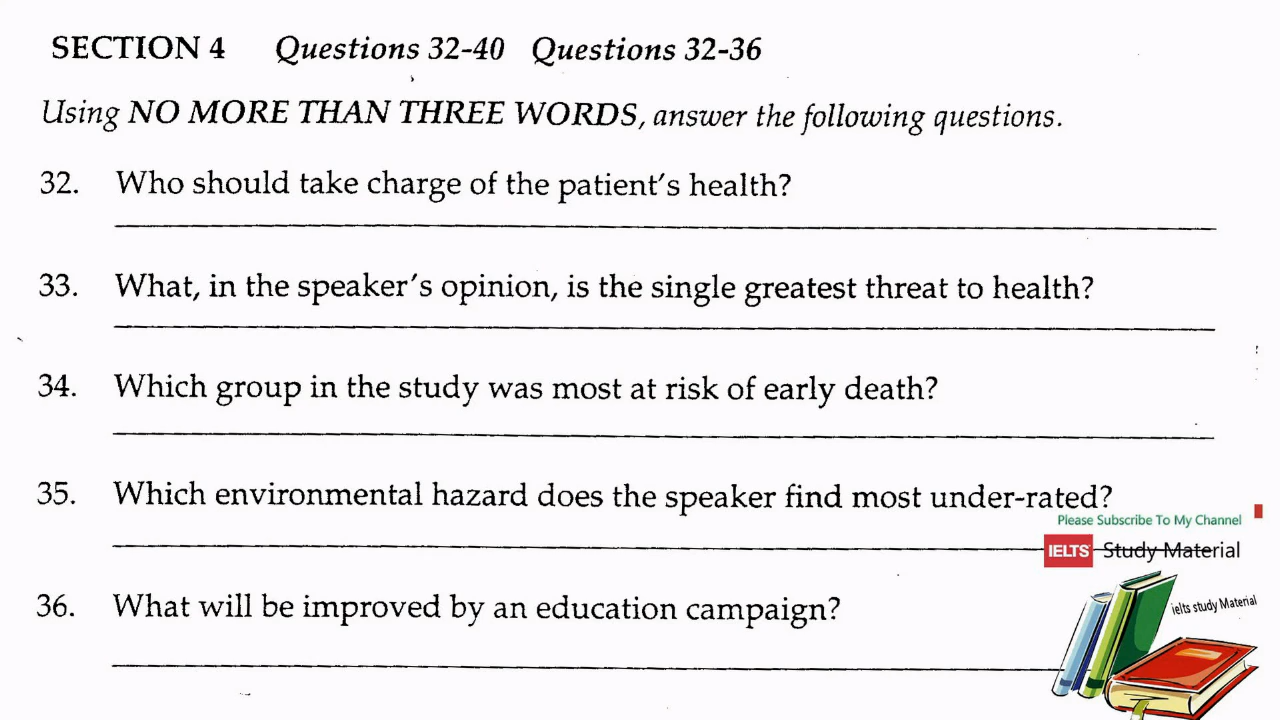 SECTION 4 Questions 32-40 Questions 32-36
Using NO MORE THAN THREE WORDS, answer the following questions.
32. Who should take charge of the patient's health?
33. What, in the speaker's opinion, is the single greatest threat to health?
34. Which group in the study was most at risk of early death?
35. Which environmental hazard does the speaker find most under-rated?
Please Subscribe To My Channel
IELTS Study Material
ielts study Material
36. What will be improved by an education campaign?